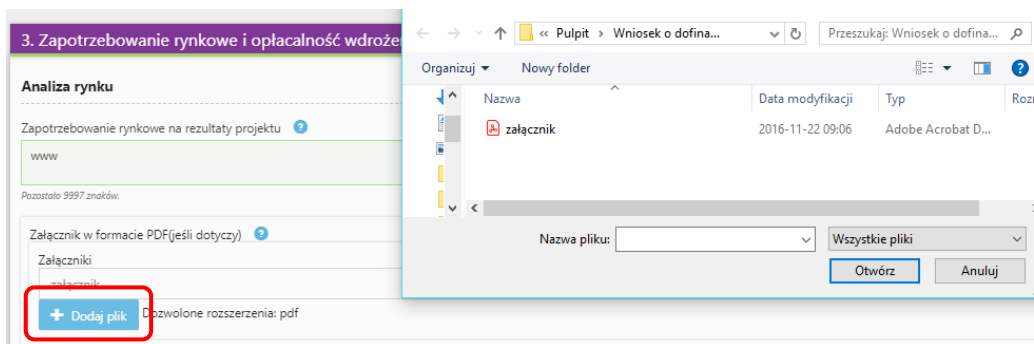 3. Zapotrzebowanie rynkowe i opłacalność wdroże
Analiza rynku
Zapotrzebowanie rynkowe na rezultaty projektu
www
Pozostało 9997 znaków.
Załącznik w formacie PDF(jeśli dotyczy)
Załączniki
załącznik
Dodaj plik
Dozwolone rozszerzenia: pdf
« Pulpit › Wniosek o dofina...
Przeszukaj: Wniosek o dofina...
Organizuj
Nowy folder
Nazwa
Data modyfikacji
Typ
Rozm
załącznik
2016-11-22 09:06
Adobe Acrobat D...
Nazwa pliku:
Wszystkie pliki
Otwórz
Anuluj